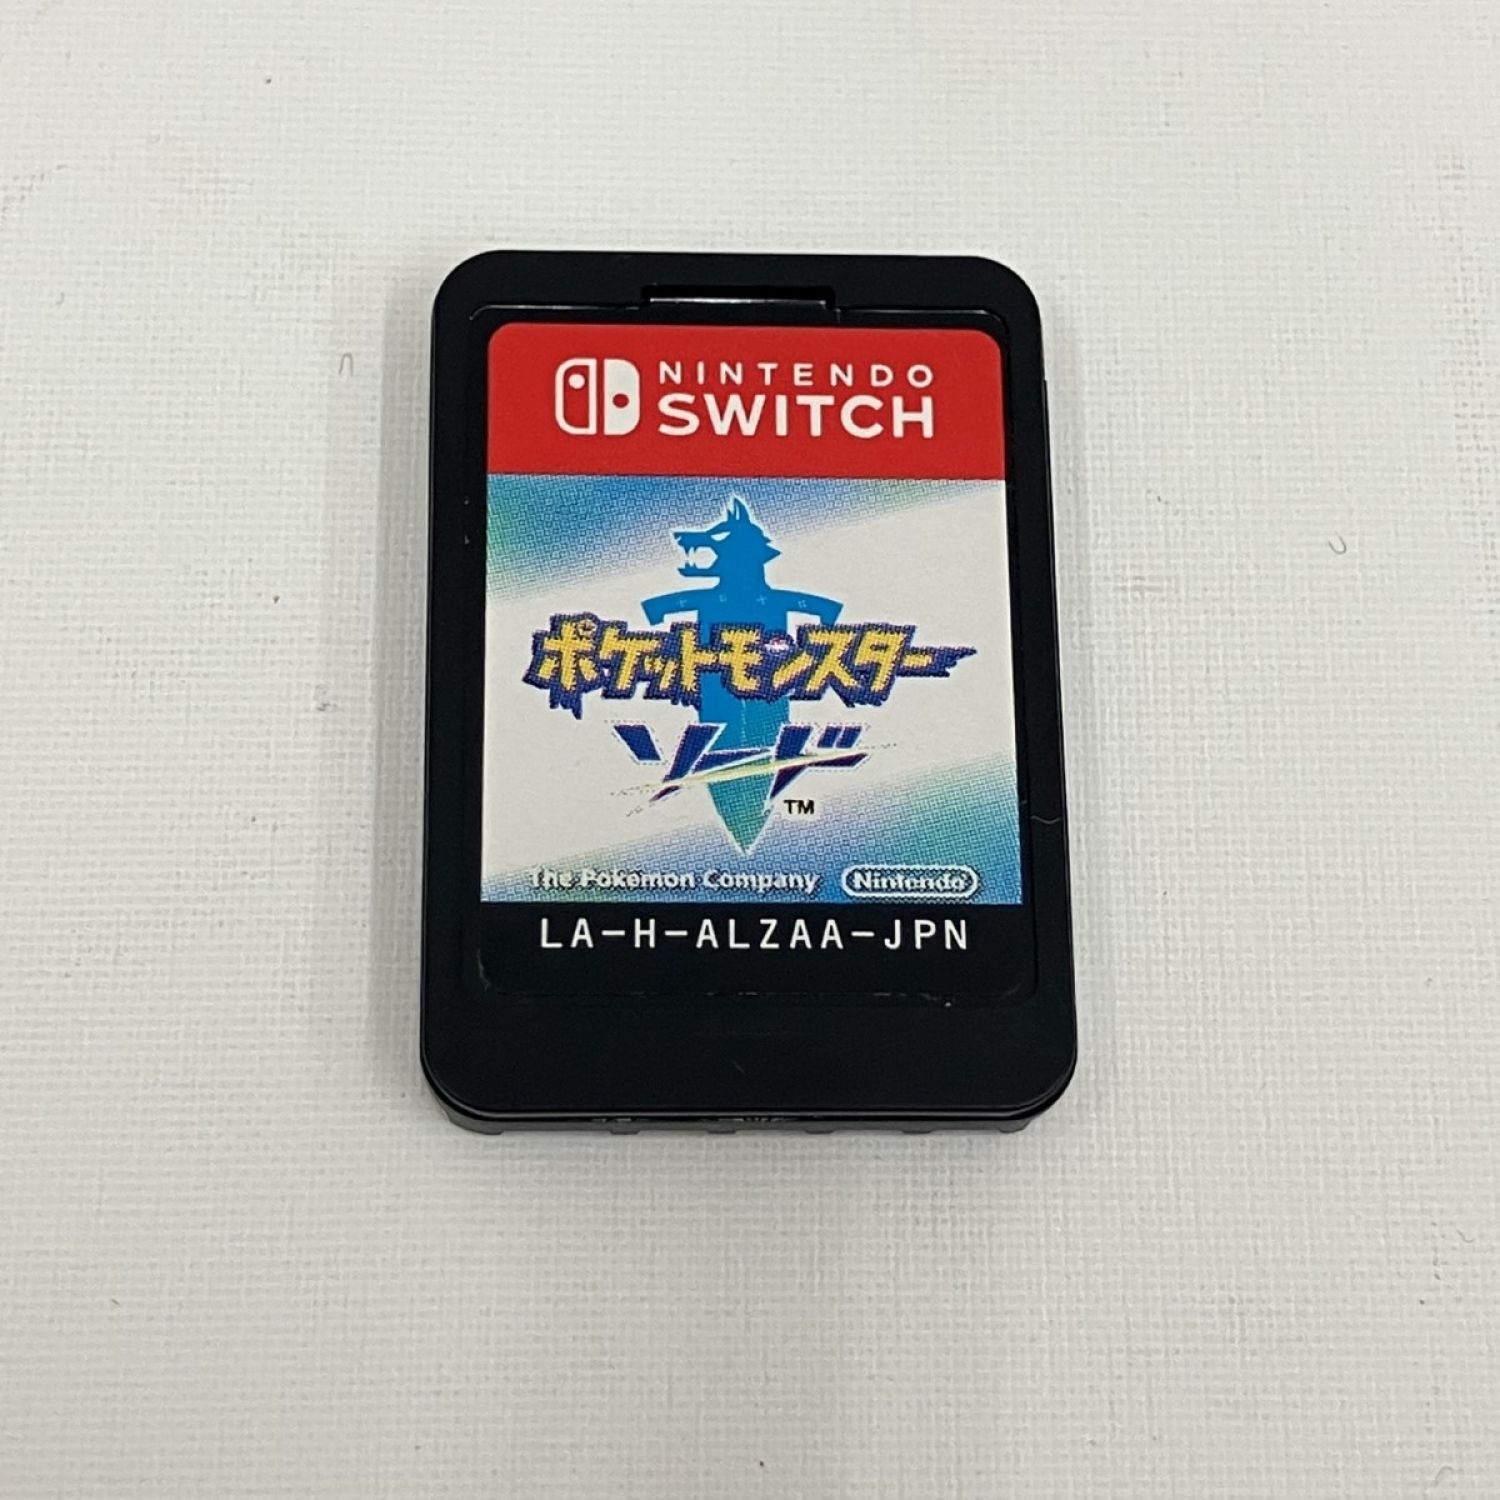 NINTENDO
SWITCH
ポケットモンスター
ソード
TM
The Pokémon Company Nintendo
LA-H-ALZAA-JPN